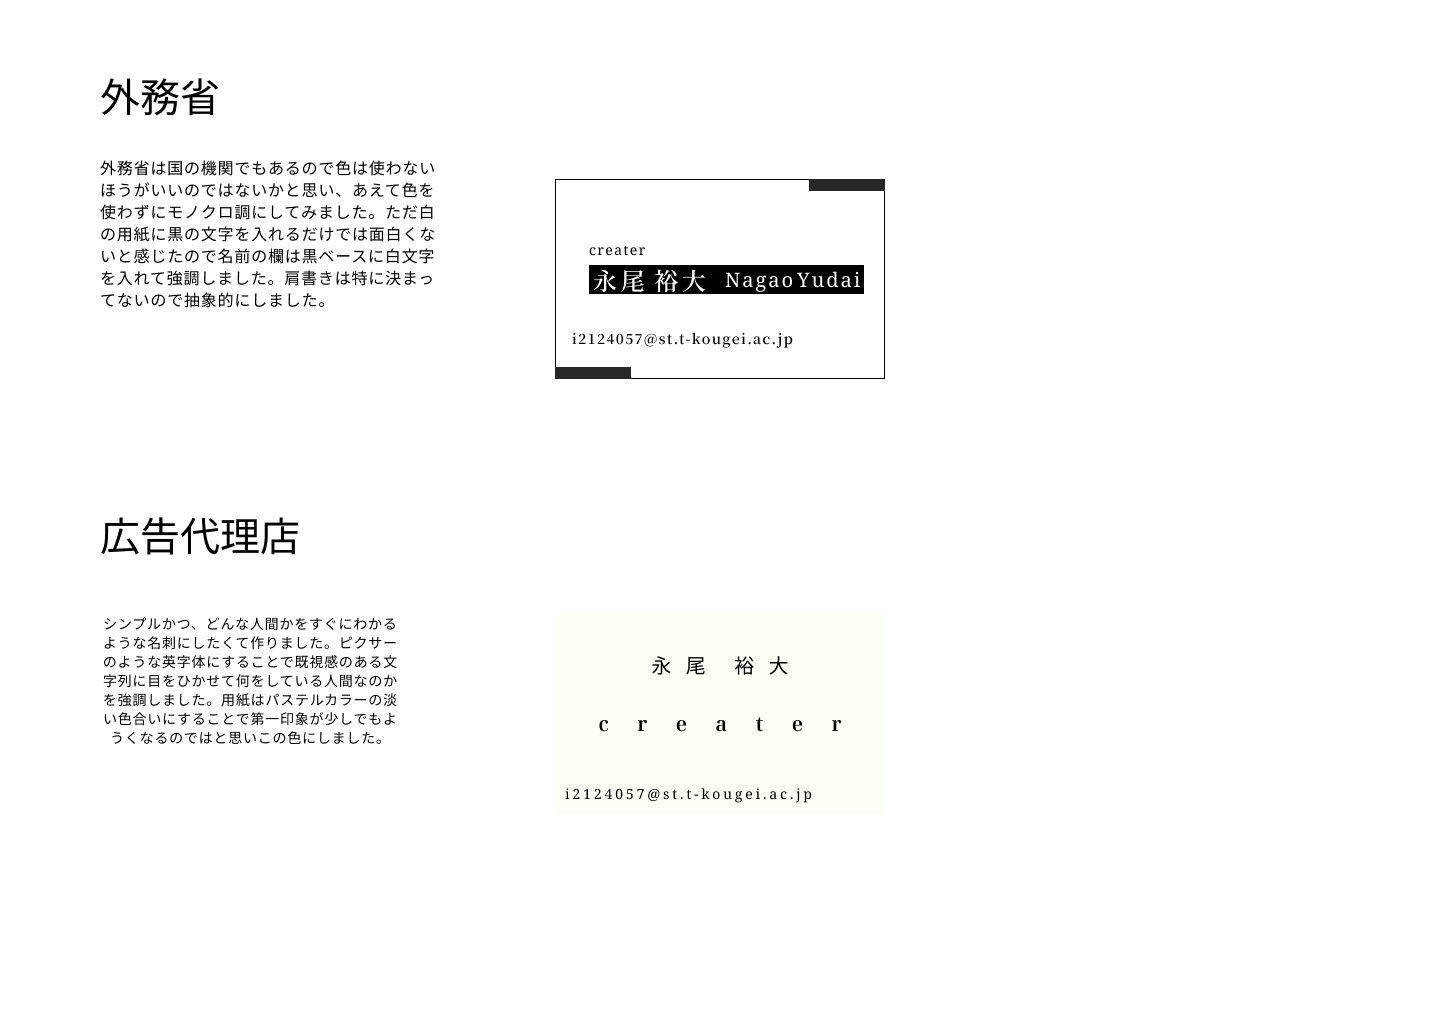 外務省
外務省は国の機関でもあるので色は使わない
ほうがいいのではないかと思い、あえて色を
使わずにモノクロ調にしてみました。ただ白
の用紙に黒の文字を入れるだけでは面白くな
いと感じたので名前の欄は黒ベースに白文字
を入れて強調しました。肩書きは特に決まっ
てないので抽象的にしました。
creater
永尾 裕大 Nagao Yudai
i2124057@st.t-kougei.ac.jp
広告代理店
シンプルかつ、どんな人間かをすぐにわかる
ような名刺にしたくて作りました。ピクサー
のような英字体にすることで既視感のある文
字列に目をひかせて何をしている人間なのか
を強調しました。用紙はパステルカラーの淡
い色合いにすることで第一印象が少しでもよ
うくなるのではと思いこの色にしました。
永尾 裕大
creater
i2124057@st.t-kougei.ac.jp